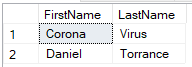 FirstName LastName
1 Corona Virus
2 Daniel Torrance